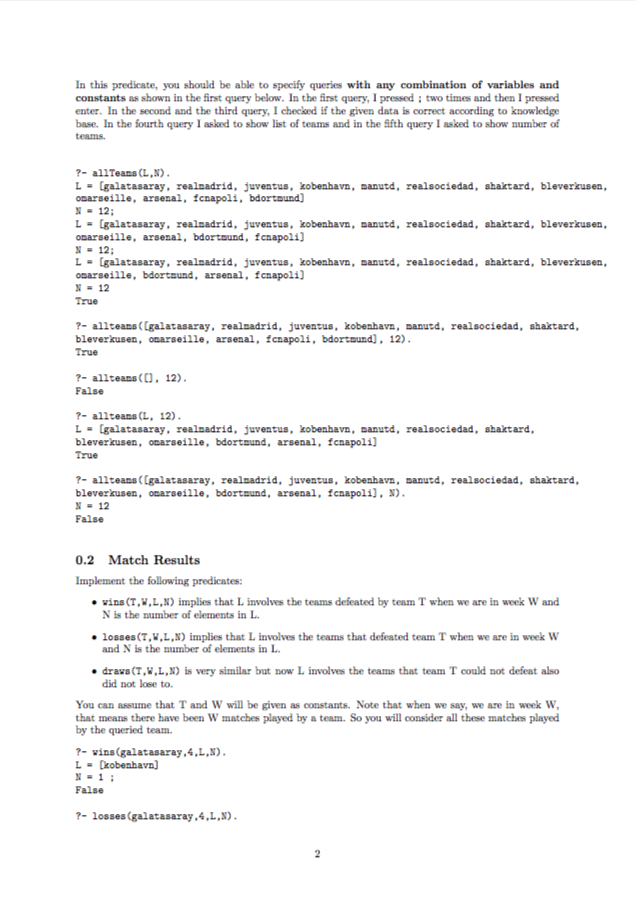 In this predicate, you should be able to specify queries with any combination of variables and
constants as shown in the first query below. In the first query, I pressed ; two times and then I pressed
enter. In the second and the third query, I checked if the given data is correct according to knowledge
base. In the fourth query I asked to show list of teams and in the fifth query I asked to show number of
teams.
?- allTeams(L,N).
L = [galatasaray, realmadrid, juventus, kobenhavn, manutd, realsociedad, shaktard, bleverkusen,
omarseille, arsenal, fcnapoli, bdortmund]
N = 12;
L = [galatasaray, realmadrid, juventus, kobenhavn, manutd, realsociedad, shaktard, bleverkusen,
omarseille, arsenal, bdortmund, fcnapoli]
N = 12;
L = [galatasaray, realmadrid, juventus, kobenhavn, manutd, realsociedad, shaktard, bleverkusen,
omarseille, bdortmund, arsenal, fcnapoli]
N = 12
True
?- allteams([galatasaray, realmadrid, juventus, kobenhavn, manutd, realsociedad, shaktard,
bleverkusen, omarseille, arsenal, fcnapoli, bdortmund], 12).
True
?- allteams([], 12).
False
?- allteams(L, 12).
L = [galatasaray, realmadrid, juventus, kobenhavn, manutd, realsociedad, shaktard,
bleverkusen, omarseille, bdortmund, arsenal, fcnapoli]
True
?- allteams([galatasaray, realmadrid, juventus, kobenhavn, manutd, realsociedad, shaktard,
bleverkusen, omarseille, bdortmund, arsenal, fcnapoli], N).
N = 12
False
0.2 Match Results
Implement the following predicates:
• wins(T,W,L,N) implies that L involves the teams defeated by team T when we are in week W and
N is the number of elements in L.
• losses(T,W,L,N) implies that L involves the teams that defeated team T when we are in week W
and N is the number of elements in L.
• draws(T,W,L,N) is very similar but now L involves the teams that team T could not defeat also
did not lose to.
You can assume that T and W will be given as constants. Note that when we say, we are in week W,
that means there have been W matches played by a team. So you will consider all these matches played
by the queried team.
?- wins(galatasaray,4,L,N).
L = [kobenhavn]
N = 1 ;
False
?- losses(galatasaray,4,L,N).
2